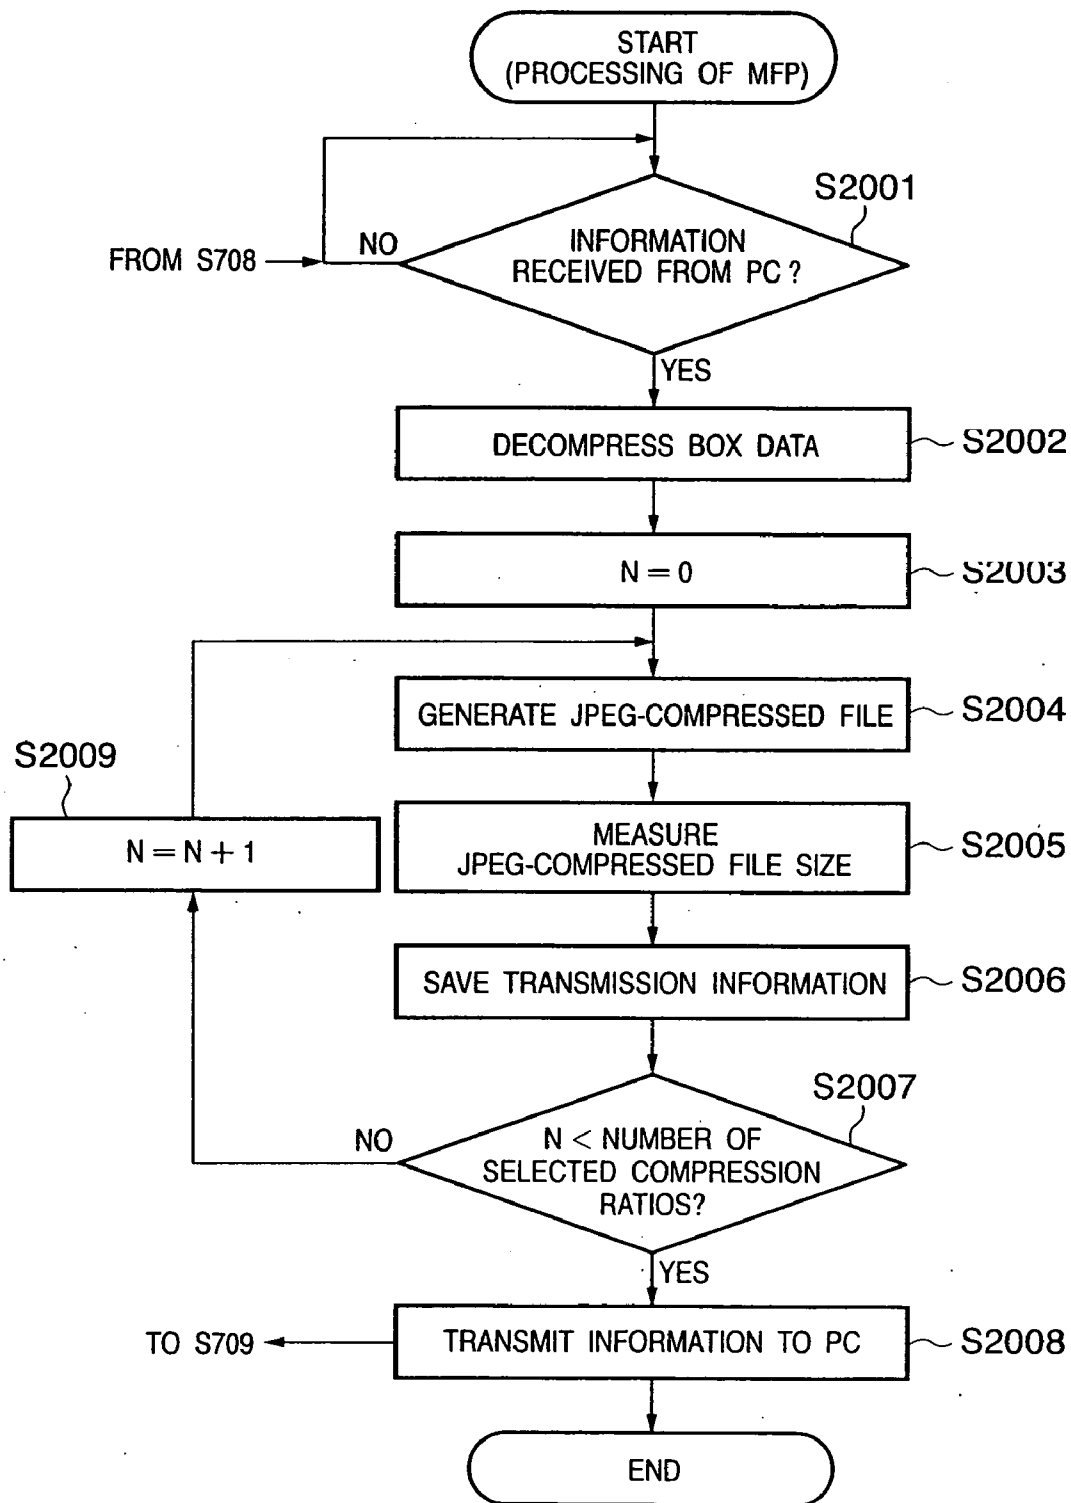 START
(PROCESSING OF MFP)
S2001
FROM S708
NO
INFORMATION
RECEIVED FROM PC?
YES
DECOMPRESS BOX DATA
S2002
N = 0
S2003
GENERATE JPEG-COMPRESSED FILE
S2004
S2009
N = N + 1
MEASURE
JPEG-COMPRESSED FILE SIZE
S2005
SAVE TRANSMISSION INFORMATION
S2006
S2007
NO
N < NUMBER OF
SELECTED COMPRESSION
RATIOS?
YES
TO S709
TRANSMIT INFORMATION TO PC
S2008
END